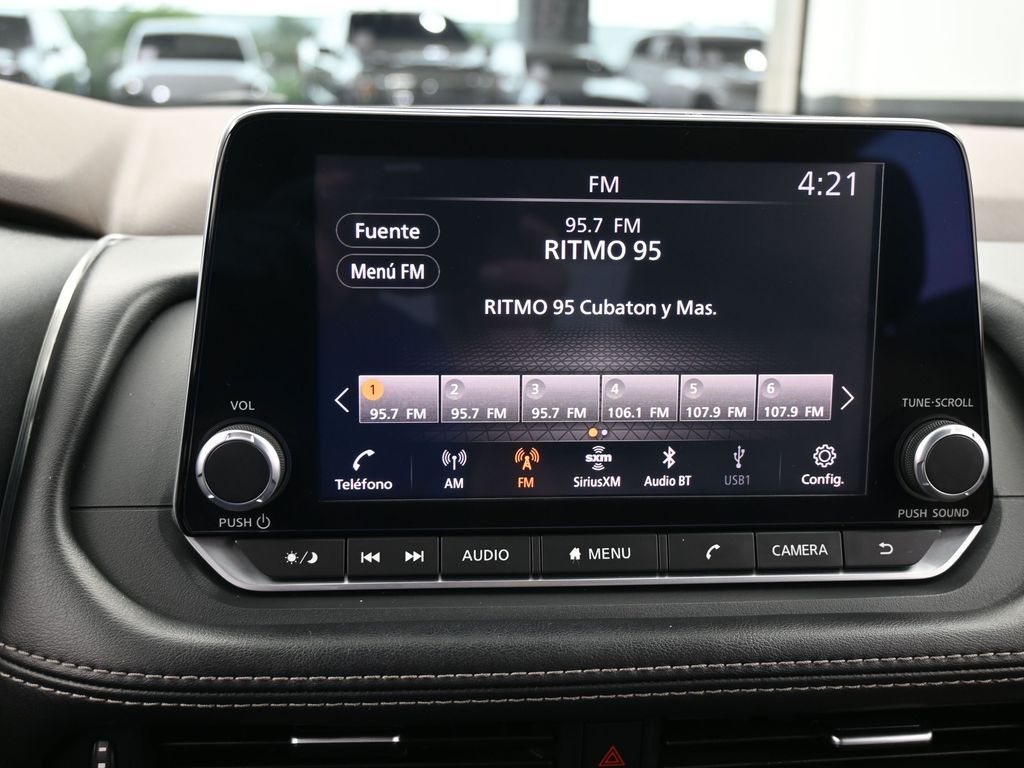 FM
4:21
Fuente
95.7 FM
RITMO 95
Menú FM
RITMO 95 Cubaton y Mas.
1 2 3 4 5 6
95.7 FM 95.7 FM 95.7 FM 106.1 FM 107.9 FM 107.9 FM
VOL
TUNE·SCROLL
sxm
Teléfono AM FM SiriusXM Audio BT USB1 Config.
PUSH
PUSH SOUND
AUDIO MENU CAMERA